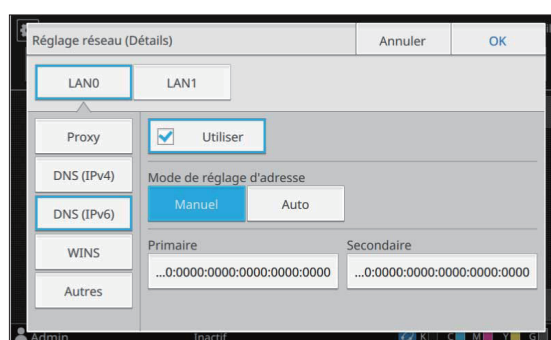 Réglage réseau (Détails)
Annuler
OK
LAN0
LAN1
Proxy
Utiliser
DNS (IPv4)
Mode de réglage d'adresse
Manuel
Auto
DNS (IPv6)
WINS
Primaire
Secondaire
...0:0000:0000:0000:0000:0000
...0:0000:0000:0000:0000:0000
Autres
Admin
Inactif
K
C
M
Y
G